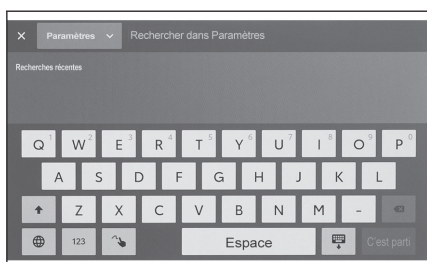 Paramètres Rechercher dans Paramètres
Recherches récentes
Q 1 W 2 E 3 R 4 T 5 Y 6 U 7 I 8 O 9 P 0
A S D F G H J K L
Z X C V B N M -
123 Espace C'est parti